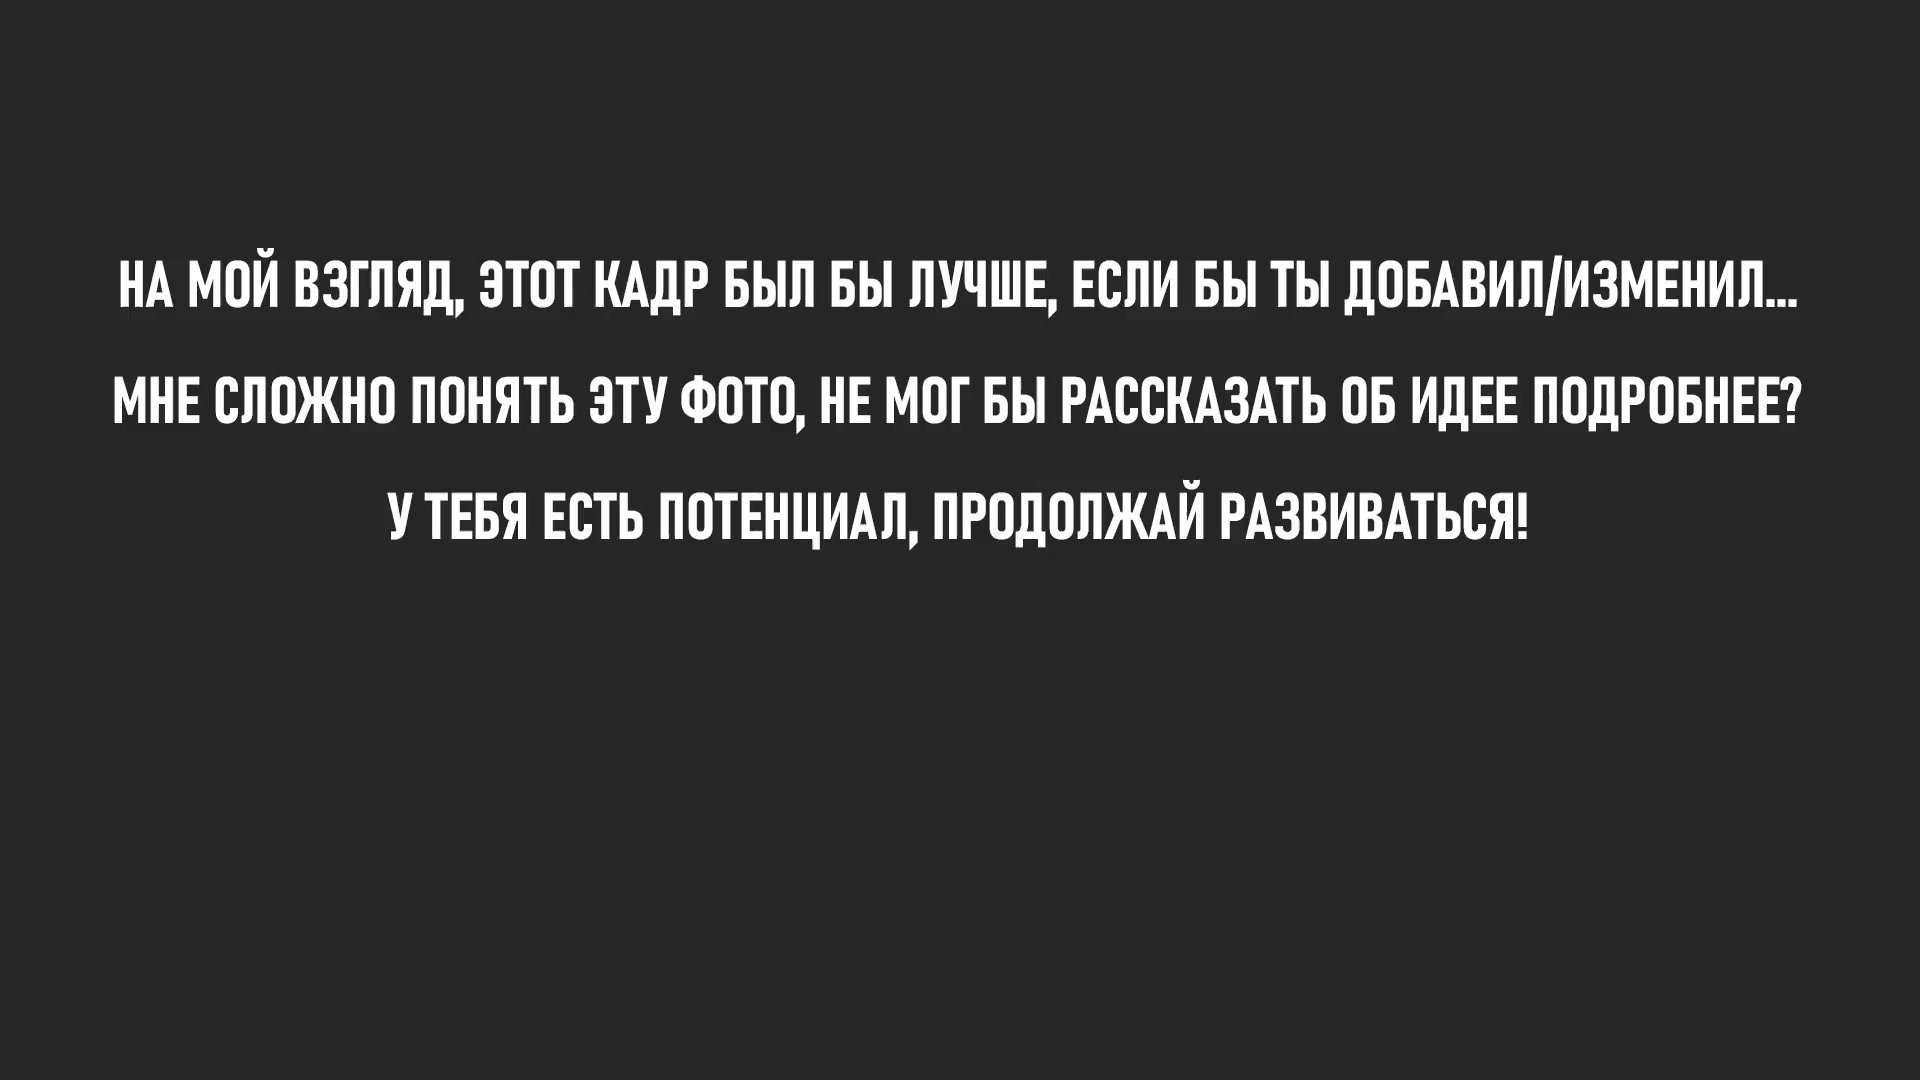 НА МОЙ ВЗГЛЯД, ЭТОТ КАДР БЫЛ БЫ ЛУЧШЕ, ЕСЛИ БЫ ТЫ ДОБАВИЛ/ИЗМЕНИЛ...
МНЕ СЛОЖНО ПОНЯТЬ ЭТУ ФОТО, НЕ МОГ БЫ РАССКАЗАТЬ ОБ ИДЕЕ ПОДРОБНЕЕ?
У ТЕБЯ ЕСТЬ ПОТЕНЦИАЛ, ПРОДОЛЖАЙ РАЗВИВАТЬСЯ!